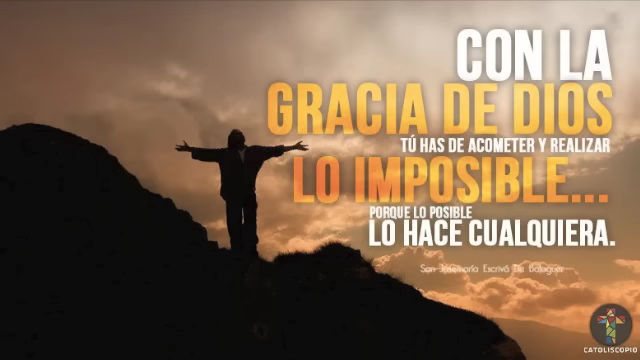 CON LA
GRACIA DE DIOS
TÚ HAS DE ACOMETER Y REALIZAR
LO IMPOSIBLE...
PORQUE LO POSIBLE
LO HACE CUALQUIERA.
San Josemaría Escrivá De Balaguer
CATOLISCOPIO